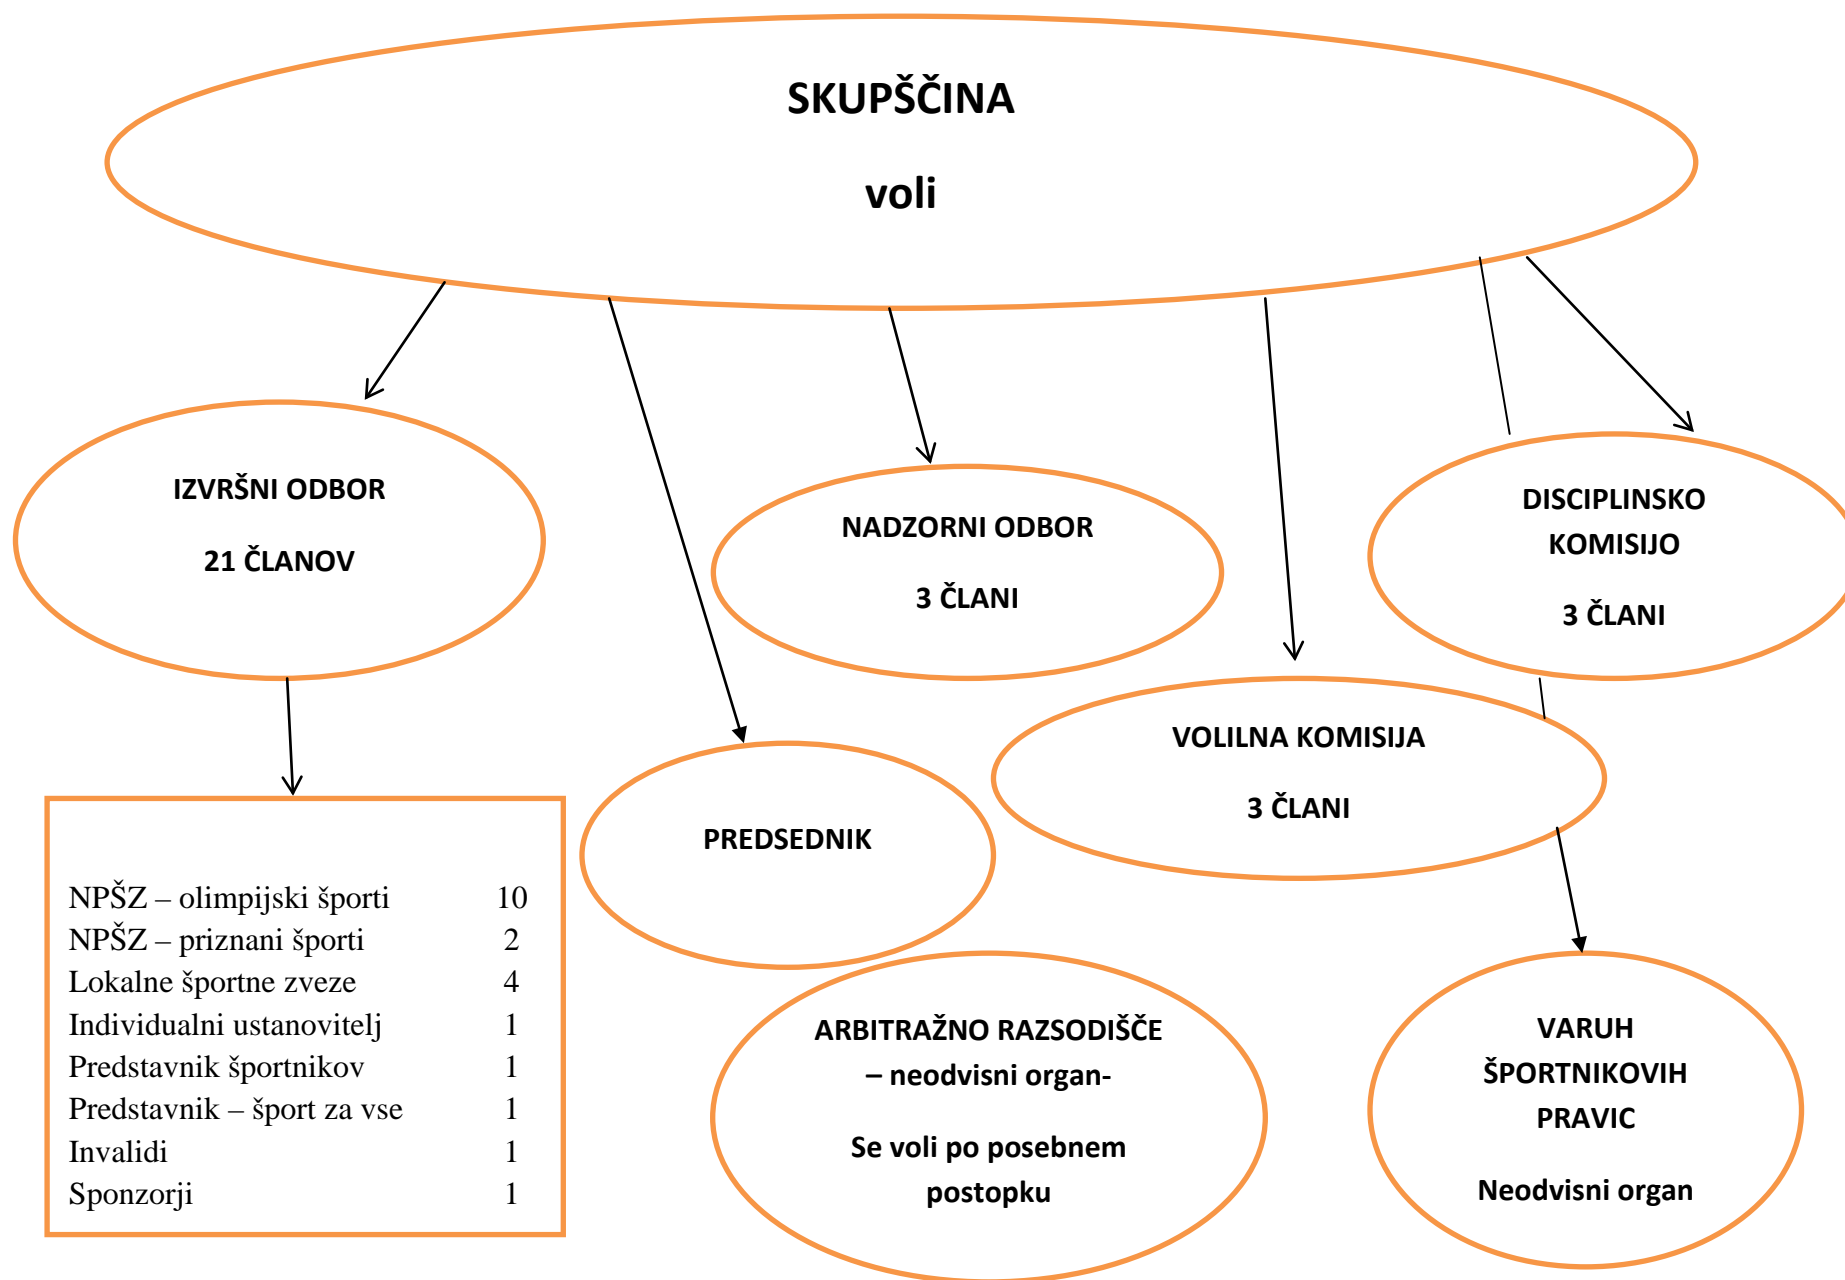 SKUPŠČINA
voli
IZVRŠNI ODBOR
21 ČLANOV
NADZORNI ODBOR
3 ČLANI
DISCIPLINSKO
KOMISIJO
3 ČLANI
VOLILNA KOMISIJA
3 ČLANI
PREDSEDNIK
NPŠZ – olimpijski športi 10
NPŠZ – priznani športi 2
Lokalne športne zveze 4
Individualni ustanovitelj 1
Predstavnik športnikov 1
Predstavnik – šport za vse 1
Invalidi 1
Sponzorji 1
ARBITRAŽNO RAZSODIŠČE
– neodvisni organ-
Se voli po posebnem
postopku
VARUH
ŠPORTNIKOVIH
PRAVIC
Neodvisni organ